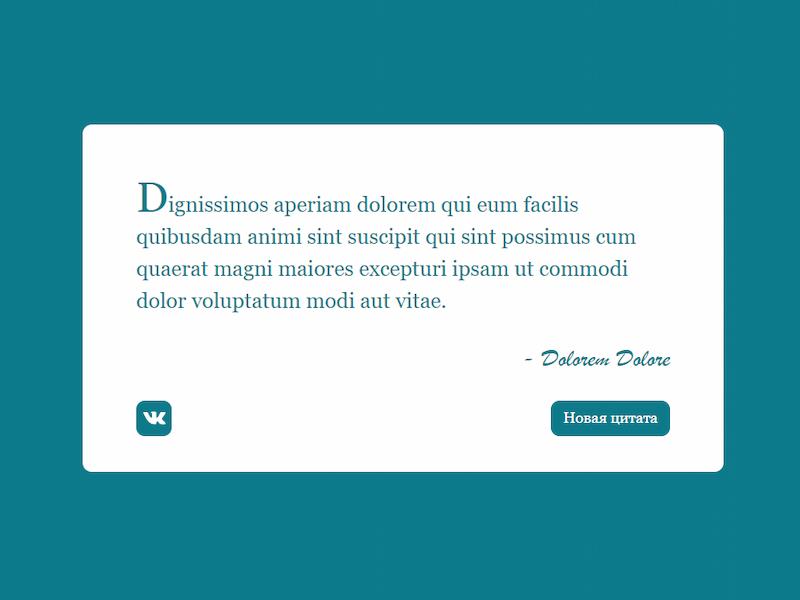 Dignissimos aperiam dolorem qui eum facilis
quibusdam animi sint suscipit qui sint possimus cum
quaerat magni maiores excepturi ipsam ut commodi
dolor voluptatum modi aut vitae.
- Dolorem Dolore
Новая цитата